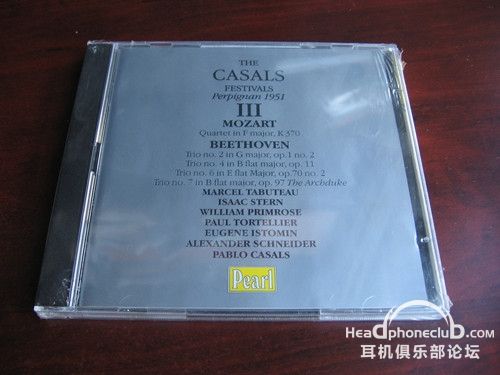 THE
CASALS
FESTIVALS
Perpignan 1951
III
MOZART
Quartet in F major, K 370
BEETHOVEN
Trio no. 2 in G major, op.1 no. 2
Trio no. 4 in B flat major, op. 11
Trio no. 6 in E flat Major, op.70 no. 2
Trio no. 7 in B flat major, op. 97 The Archduke
MARCEL TABUTEAU
ISAAC STERN
WILLIAM PRIMROSE
PAUL TORTELLIER
EUGENE ISTOMIN
ALEXANDER SCHNEIDER
PABLO CASALS
Pearl
HeadphoneClub.com
耳机俱乐部论坛